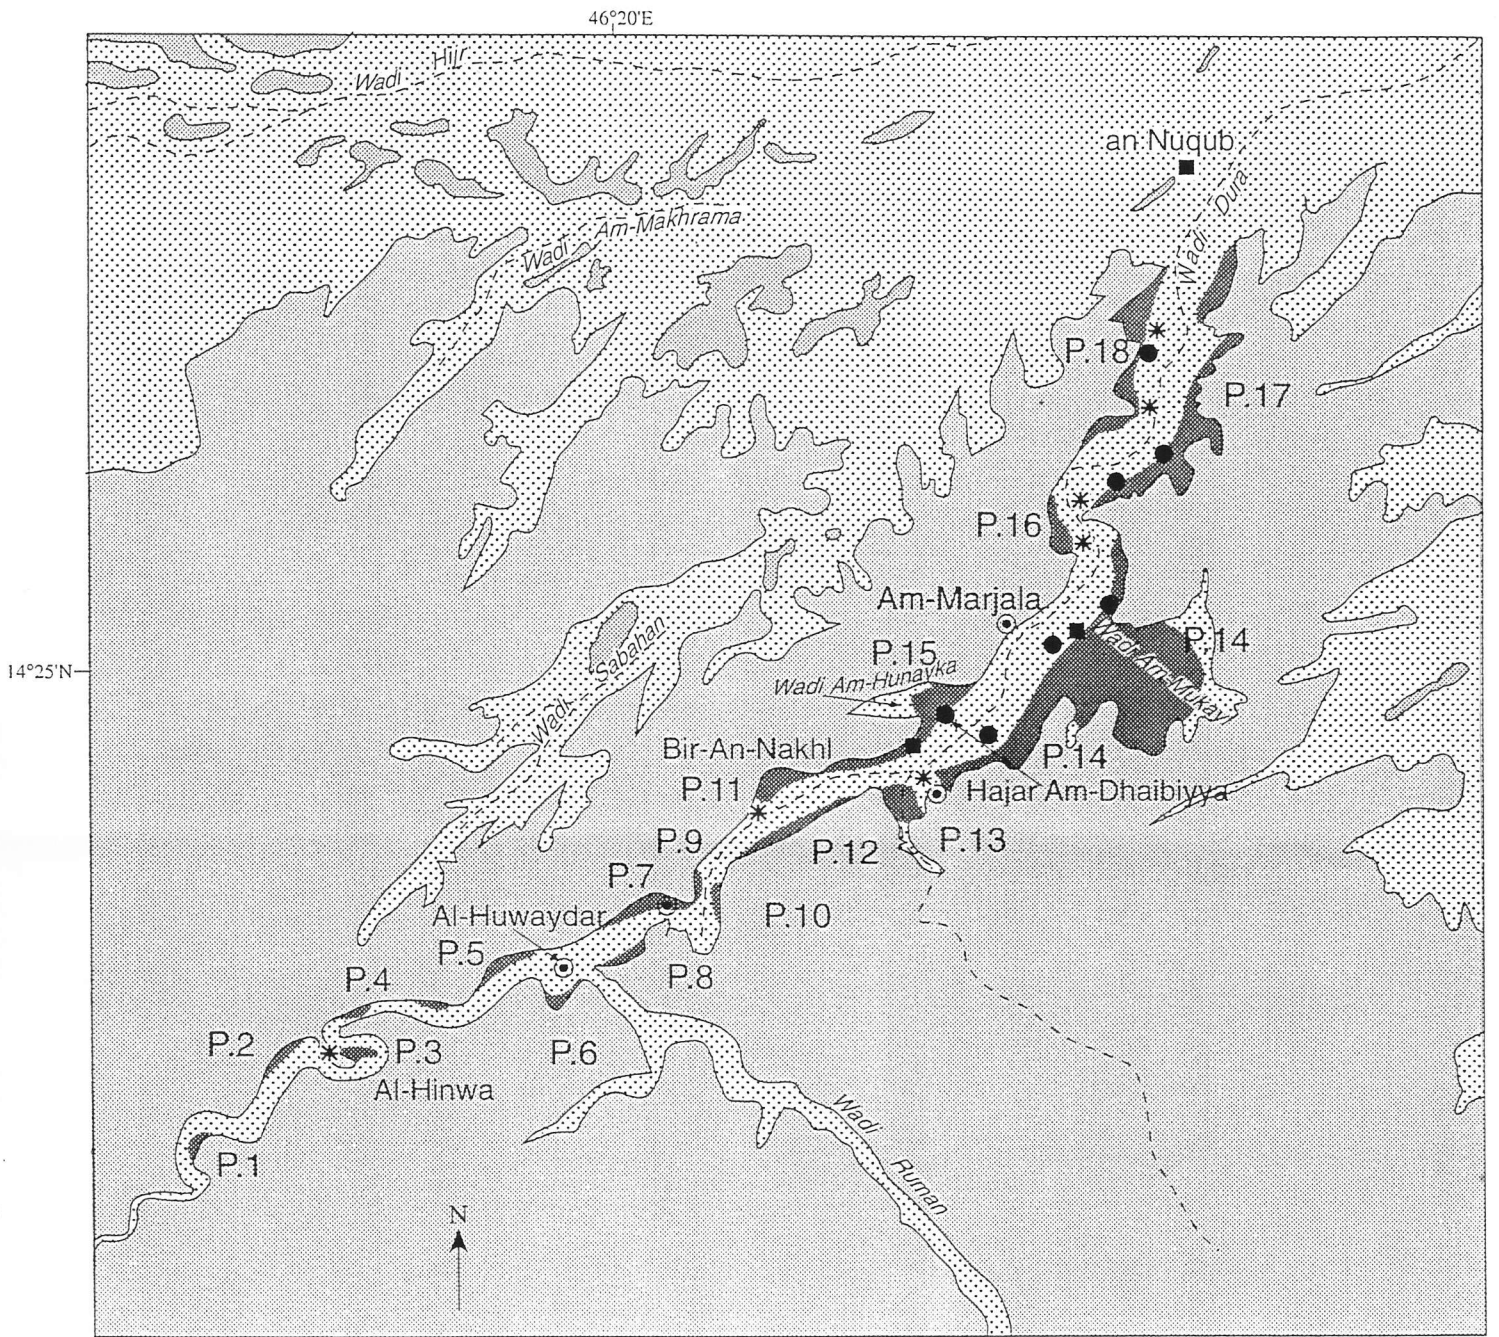 46°20'E
Wadi Hijr
an Nuqub
Wadi Dura
Wadi Am-Makhrama
P.18
P.17
P.16
Am-Marjala
Wadi Am-Mukay
P.14
P.15
Wadi Am-Hunayka
14°25'N
Wadi Sabahan
Bir-An-Nakhl
P.14
P.11
Hajar Am-Dhaibiyya
P.9
P.12
P.13
P.7
Al-Huwaydar
P.10
P.5
P.8
P.4
P.2
P.3
P.6
Al-Hinwa
Wadi Ruman
P.1
N